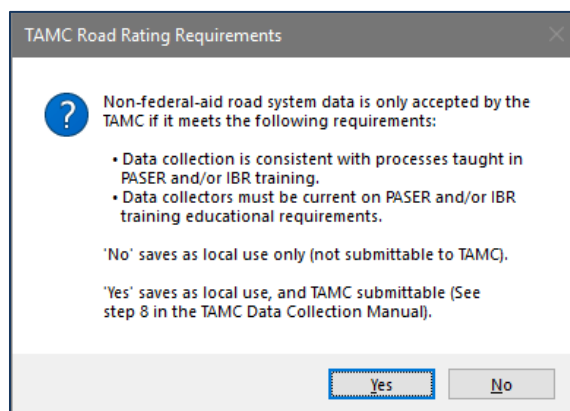 TAMC Road Rating Requirements
Non-federal-aid road system data is only accepted by the
TAMC if it meets the following requirements:
• Data collection is consistent with processes taught in
PASER and/or IBR training.
• Data collectors must be current on PASER and/or IBR
training educational requirements.
'No' saves as local use only (not submittable to TAMC).
'Yes' saves as local use, and TAMC submittable (See
step 8 in the TAMC Data Collection Manual).
Yes No